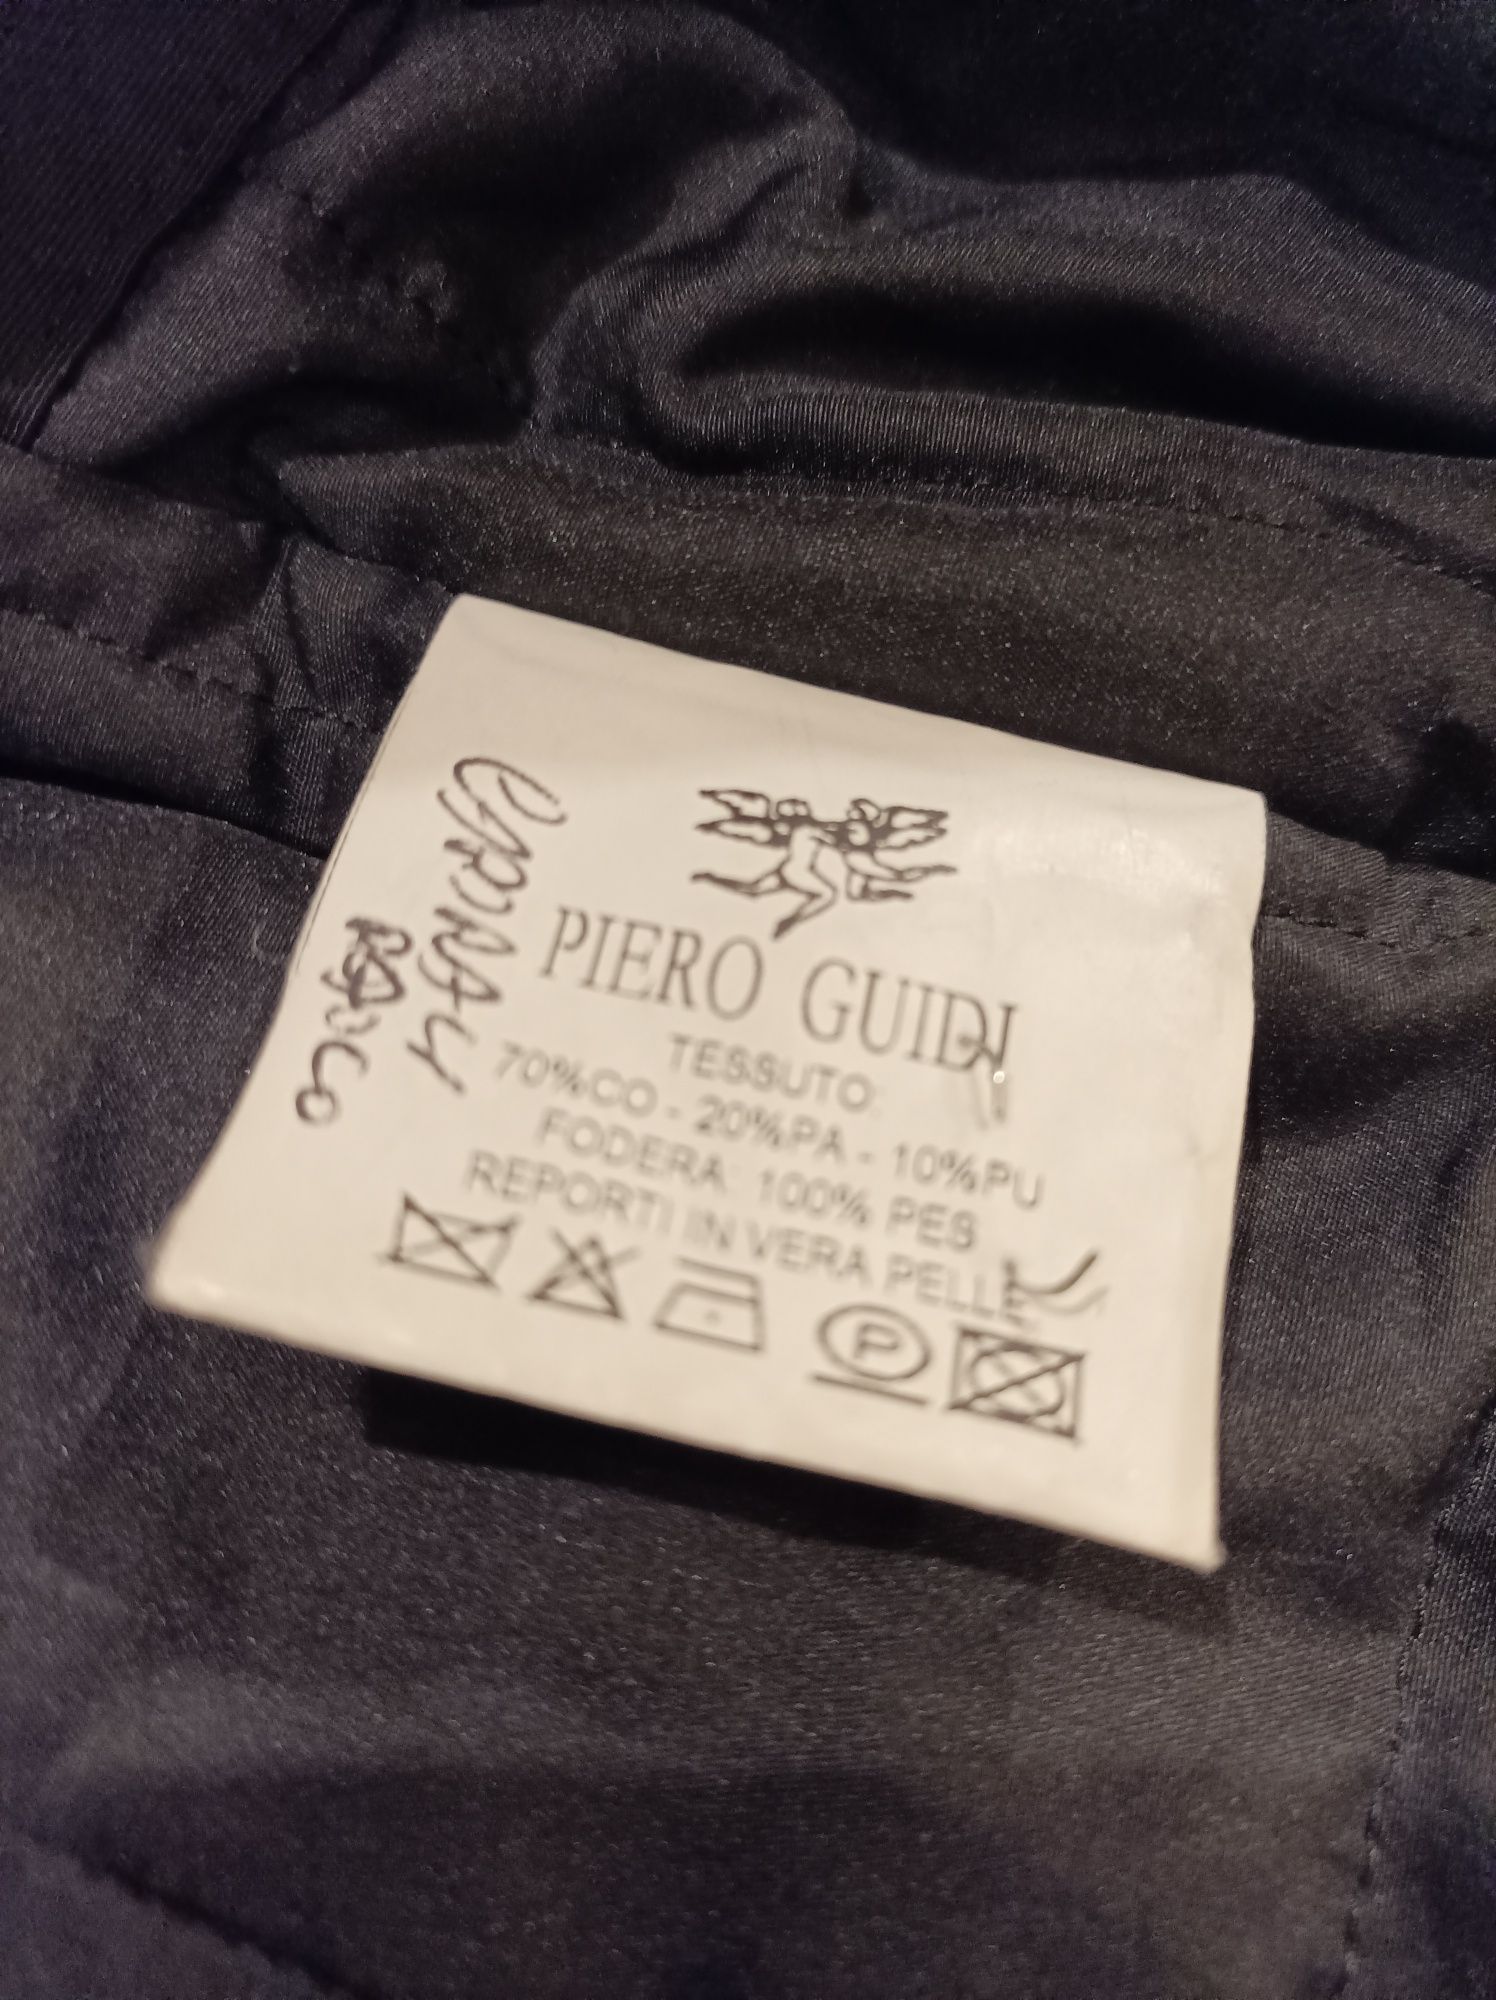 PIERO GUIDI
TESSUTO:
70%CO - 20%PA - 10%PU
FODERA: 100% PES
REPORTI IN VERA PELLE
P